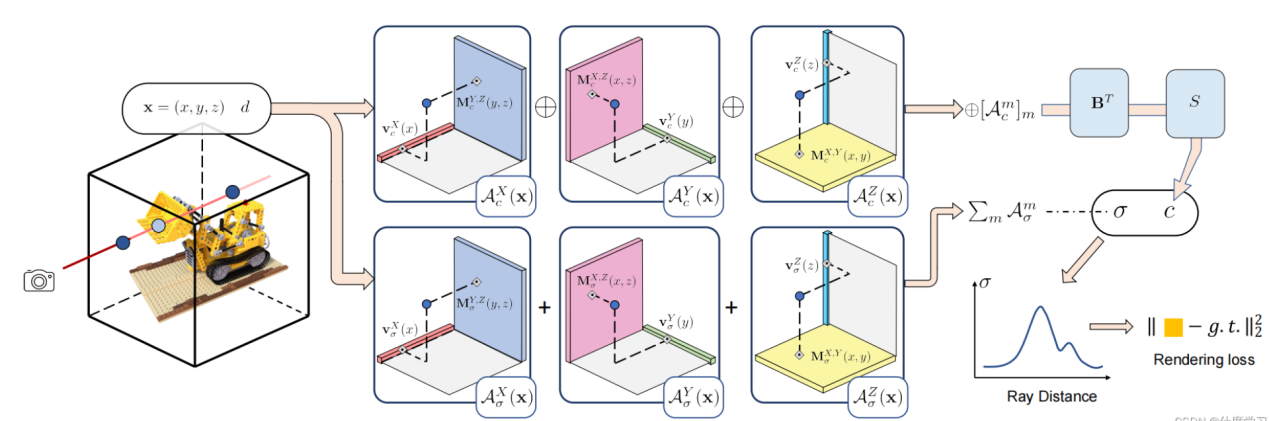 x = (x, y, z) d
M_c^{Y,Z}(y, z)
v_c^X(x)
A_c^X(x)
⊕
M_c^{X,Z}(x, z)
v_c^Y(y)
A_c^Y(x)
⊕
v_c^Z(z)
M_c^{X,Y}(x, y)
A_c^Z(x)
⊕[A_c^m]_m
B^T
S
M_σ^{Y,Z}(y, z)
v_σ^X(x)
A_σ^X(x)
+
M_σ^{X,Z}(x, z)
v_σ^Y(y)
A_σ^Y(x)
+
v_σ^Z(z)
M_σ^{X,Y}(x, y)
A_σ^Z(x)
∑_m A_σ^m
σ c
σ
Ray Distance
‖ − g.t. ‖_2^2
Rendering loss